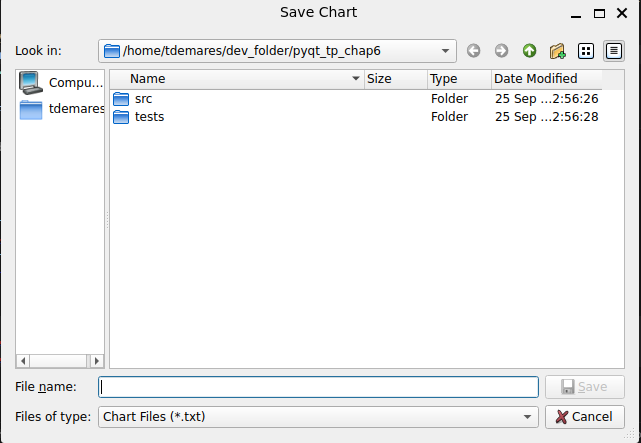 Save Chart
Look in: /home/tdemares/dev_folder/pyqt_tp_chap6
Compu...
tdemares
Name Size Type Date Modified
src Folder 25 Sep ...2:56:26
tests Folder 25 Sep ...2:56:28
File name: Save
Files of type: Chart Files (*.txt) Cancel